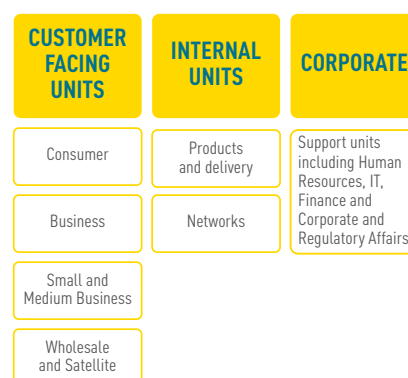 CUSTOMER
FACING
UNITS
Consumer
Business
Small and
Medium Business
Wholesale
and Satellite
INTERNAL
UNITS
Products
and delivery
Networks
CORPORATE
Support units
including Human
Resources, IT,
Finance and
Corporate and
Regulatory Affairs